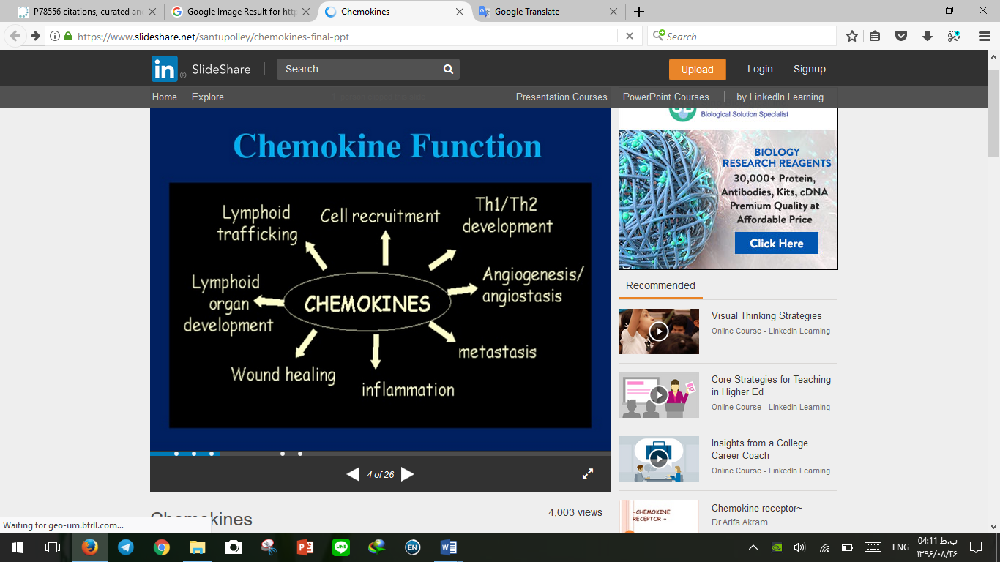 P78556 citations, curated an
Google Image Result for http
Chemokines
Google Translate
https://www.slideshare.net/santupolley/chemokines-final-ppt
Search
in® SlideShare
Search
Upload
Login
Signup
Home
Explore
Presentation Courses
PowerPoint Courses
by LinkedIn Learning
Chemokine Function
Lymphoid
trafficking
Cell recruitment
Th1/Th2
development
Lymphoid
organ
development
CHEMOKINES
Angiogenesis/
angiostasis
metastasis
Wound healing
inflammation
4 of 26
Chemokines
4,003 views
Biological Solution Specialist
BIOLOGY
RESEARCH REAGENTS
30,000+ Protein,
Antibodies, Kits, cDNA
Premium Quality at
Affordable Price
Click Here
Recommended
Visual Thinking Strategies
Online Course - LinkedIn Learning
Core Strategies for Teaching
in Higher Ed
Online Course - LinkedIn Learning
Insights from a College
Career Coach
Online Course - LinkedIn Learning
~CHEMOKINE
RECEPTOR ~
Chemokine receptor~
Dr.Arifa Akram
Waiting for geo-um.btrll.com...
LINE
EN
W
ENG
04:11 ب.ظ
۱۳۹۶/۰۸/۲۶